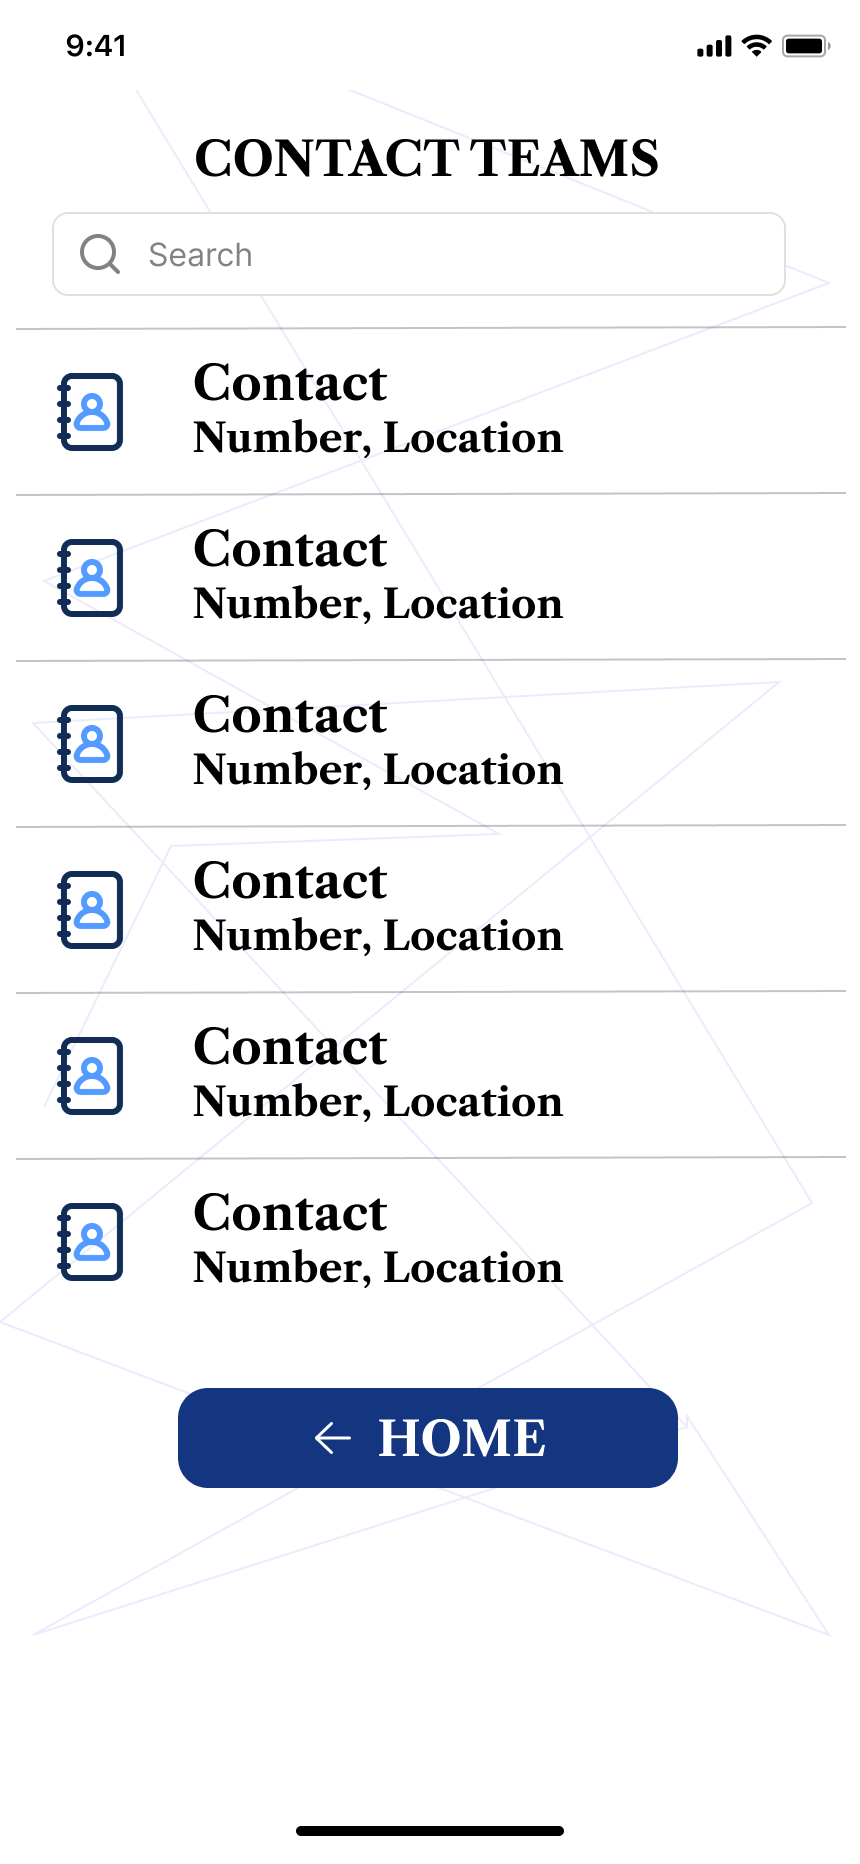 9:41
CONTACT TEAMS
Search
Contact
Number, Location
Contact
Number, Location
Contact
Number, Location
Contact
Number, Location
Contact
Number, Location
Contact
Number, Location
HOME